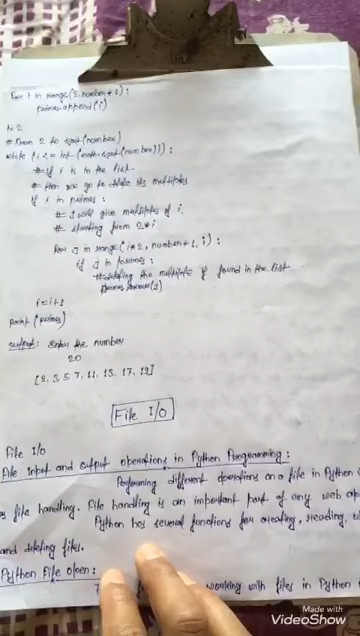 for i in range(2, number+1):
primes.append(i)
i=2
# From 2 to sqrt(number)
while (i <= int (math.sqrt(number))):
# If i is in the list
# then we go to delete its multiples
if i in primes:
# J will give multiples of i,
# starting from 2*i
for j in range(i*2, number+1, i):
if j in primes:
# deleting the multiple if found in the list
primes.remove(j)
i=i+1
print (primes)
output: Enter the number
20
[2, 3, 5, 7, 11, 13, 17, 19]
File I/O
File I/O
File Input and output operations in Python Programming:
Performing different operations on a file in Python
is file handling. File handling is an important part of any web
Python has several functions for creating, reading,
and deleting files.
Python File open:
working with files in Python
Made with
VideoShow